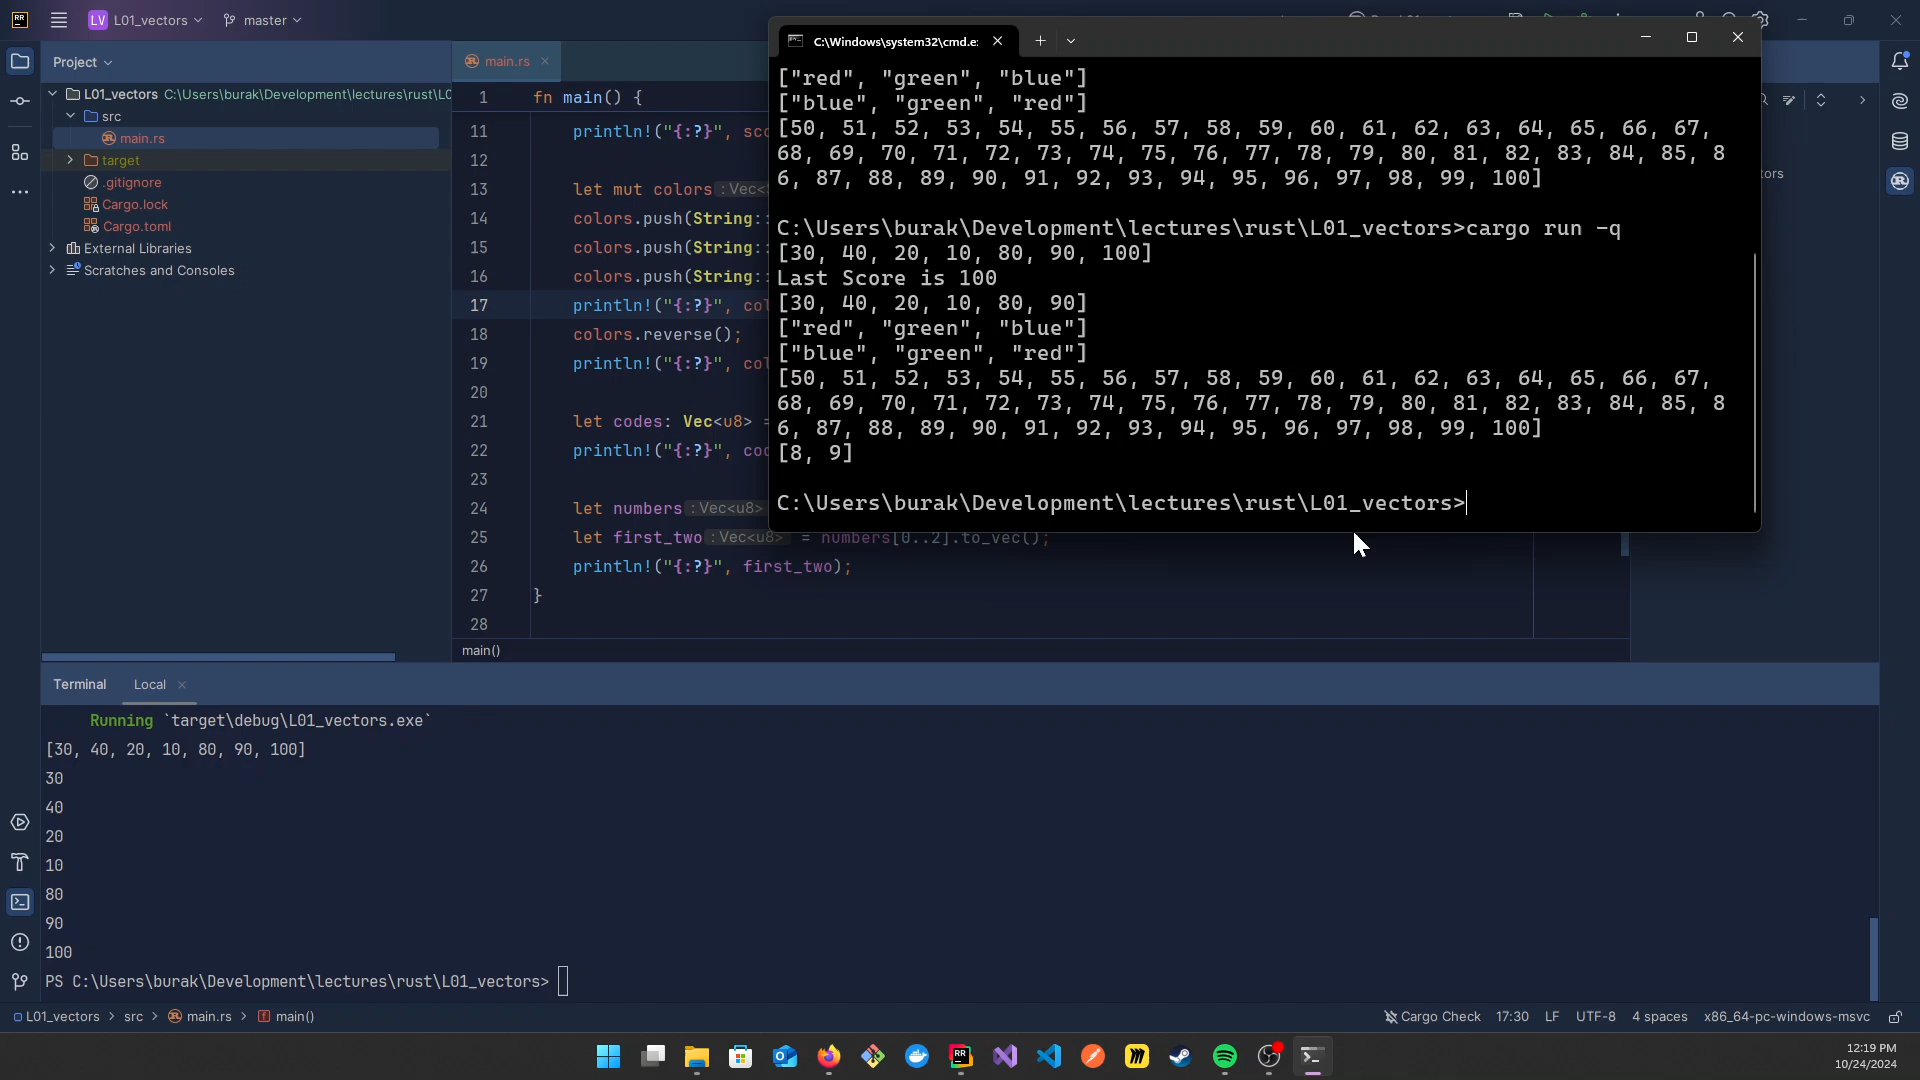 LV L01_vectors master
Project
L01_vectors C:\Users\burak\Development\lectures\rust\L0
src
main.rs
target
.gitignore
Cargo.lock
Cargo.toml
External Libraries
Scratches and Consoles
main.rs
1 fn main() {
11 println!("{:?}", sco
12
13 let mut colors : Vec<S
14 colors.push(String::
15 colors.push(String::
16 colors.push(String::
17 println!("{:?}", col
18 colors.reverse();
19 println!("{:?}", col
20
21 let codes: Vec<u8> =
22 println!("{:?}", cod
23
24 let numbers : Vec<u8>
25 let first_two : Vec<u8> = numbers[0..2].to_vec();
26 println!("{:?}", first_two);
27 }
28
main()
tors
C:\Windows\system32\cmd.e:
["red", "green", "blue"]
["blue", "green", "red"]
[50, 51, 52, 53, 54, 55, 56, 57, 58, 59, 60, 61, 62, 63, 64, 65, 66, 67,
68, 69, 70, 71, 72, 73, 74, 75, 76, 77, 78, 79, 80, 81, 82, 83, 84, 85, 8
6, 87, 88, 89, 90, 91, 92, 93, 94, 95, 96, 97, 98, 99, 100]
C:\Users\burak\Development\lectures\rust\L01_vectors>cargo run -q
[30, 40, 20, 10, 80, 90, 100]
Last Score is 100
[30, 40, 20, 10, 80, 90]
["red", "green", "blue"]
["blue", "green", "red"]
[50, 51, 52, 53, 54, 55, 56, 57, 58, 59, 60, 61, 62, 63, 64, 65, 66, 67,
68, 69, 70, 71, 72, 73, 74, 75, 76, 77, 78, 79, 80, 81, 82, 83, 84, 85, 8
6, 87, 88, 89, 90, 91, 92, 93, 94, 95, 96, 97, 98, 99, 100]
[8, 9]
C:\Users\burak\Development\lectures\rust\L01_vectors>
Terminal Local
Running `target\debug\L01_vectors.exe`
[30, 40, 20, 10, 80, 90, 100]
30
40
20
10
80
90
100
PS C:\Users\burak\Development\lectures\rust\L01_vectors>
L01_vectors > src > main.rs > main()
Cargo Check 17:30 LF UTF-8 4 spaces x86_64-pc-windows-msvc
12:19 PM
10/24/2024